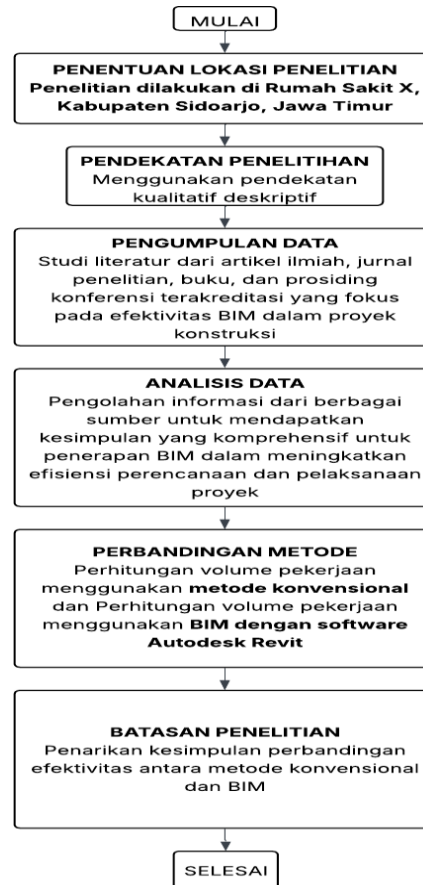 MULAI
PENENTUAN LOKASI PENELITIAN
Penelitian dilakukan di Rumah Sakit X,
Kabupaten Sidoarjo, Jawa Timur
PENDEKATAN PENELITIHAN
Menggunakan pendekatan
kualitatif deskriptif
PENGUMPULAN DATA
Studi literatur dari artikel ilmiah, jurnal
penelitian, buku, dan prosiding
konferensi terakreditasi yang fokus
pada efektivitas BIM dalam proyek
konstruksi
ANALISIS DATA
Pengolahan informasi dari berbagai
sumber untuk mendapatkan
kesimpulan yang komprehensif untuk
penerapan BIM dalam meningkatkan
efisiensi perencanaan dan pelaksanaan
proyek
PERBANDINGAN METODE
Perhitungan volume pekerjaan
menggunakan metode konvensional
dan Perhitungan volume pekerjaan
menggunakan BIM dengan software
Autodesk Revit
BATASAN PENELITIAN
Penarikan kesimpulan perbandingan
efektivitas antara metode konvensional
dan BIM
SELESAI